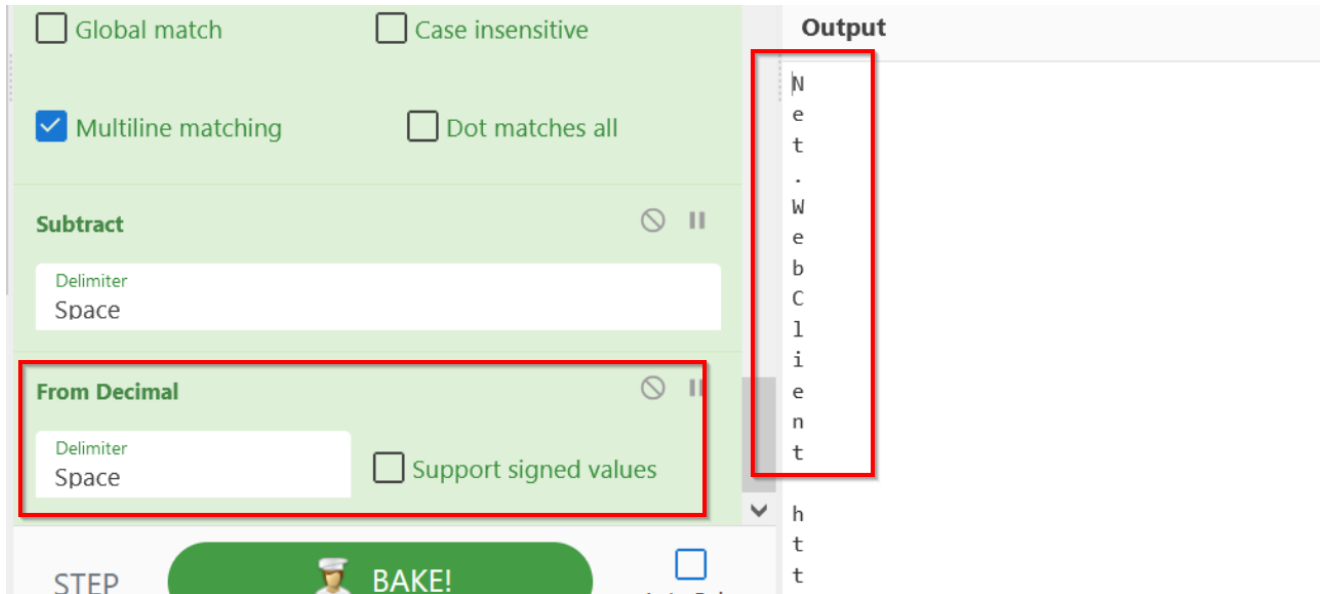 Global match
Case insensitive
Multiline matching
Dot matches all
Subtract
Delimiter
Space
From Decimal
Delimiter
Space
Support signed values
STEP
BAKE!
Output
N
e
t
.
W
e
b
C
l
i
e
n
t
h
t
t